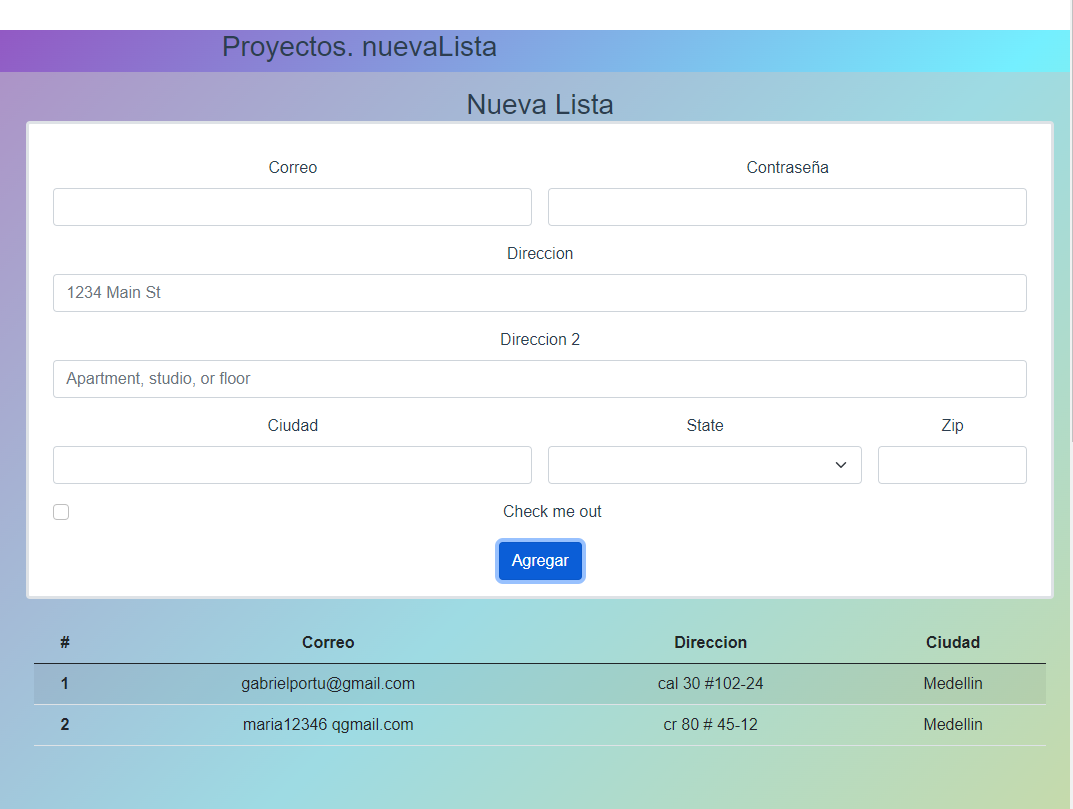 Proyectos. nuevaLista
Nueva Lista
Correo Contraseña
Direccion
1234 Main St
Direccion 2
Apartment, studio, or floor
Ciudad State Zip
Check me out
Agregar
# Correo Direccion Ciudad
1 gabrielportu@gmail.com cal 30 #102-24 Medellin
2 maria12346 qgmail.com cr 80 # 45-12 Medellin